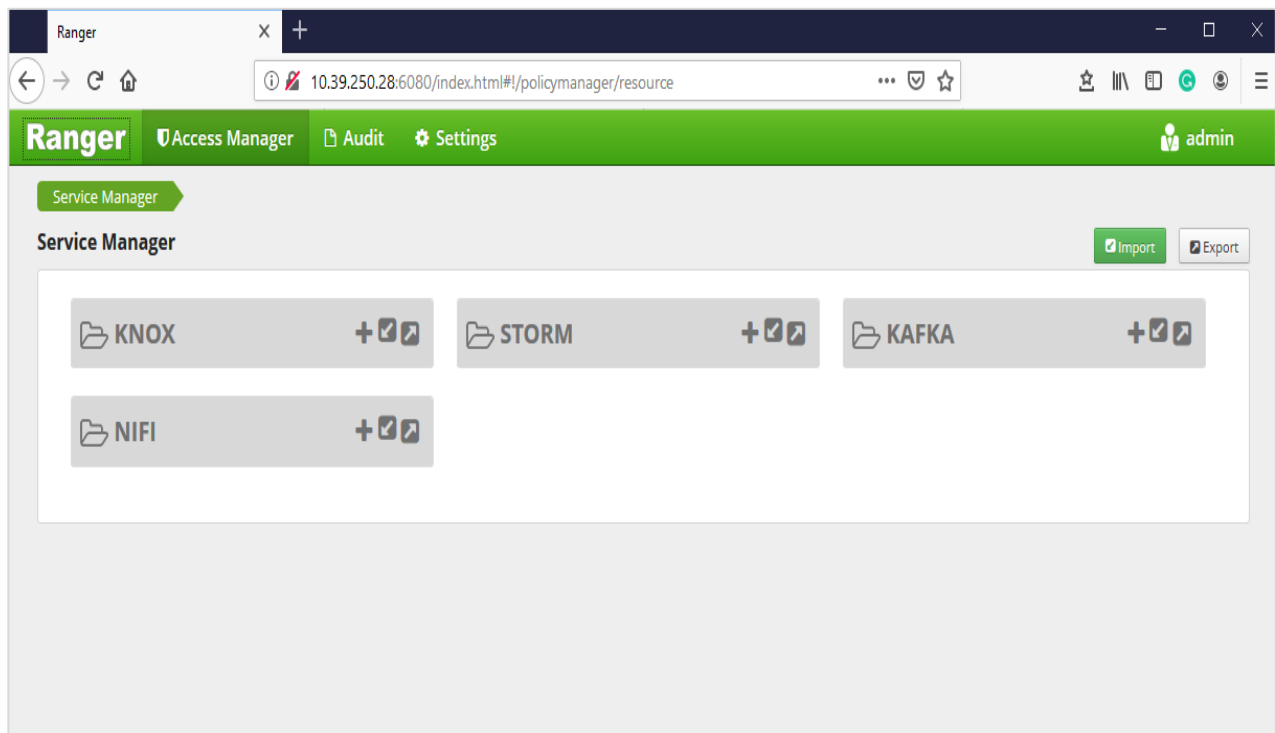 Ranger
10.39.250.28:6080/index.html#!/policymanager/resource
Ranger Access Manager Audit Settings admin
Service Manager
Service Manager
Import Export
KNOX STORM KAFKA
NIFI